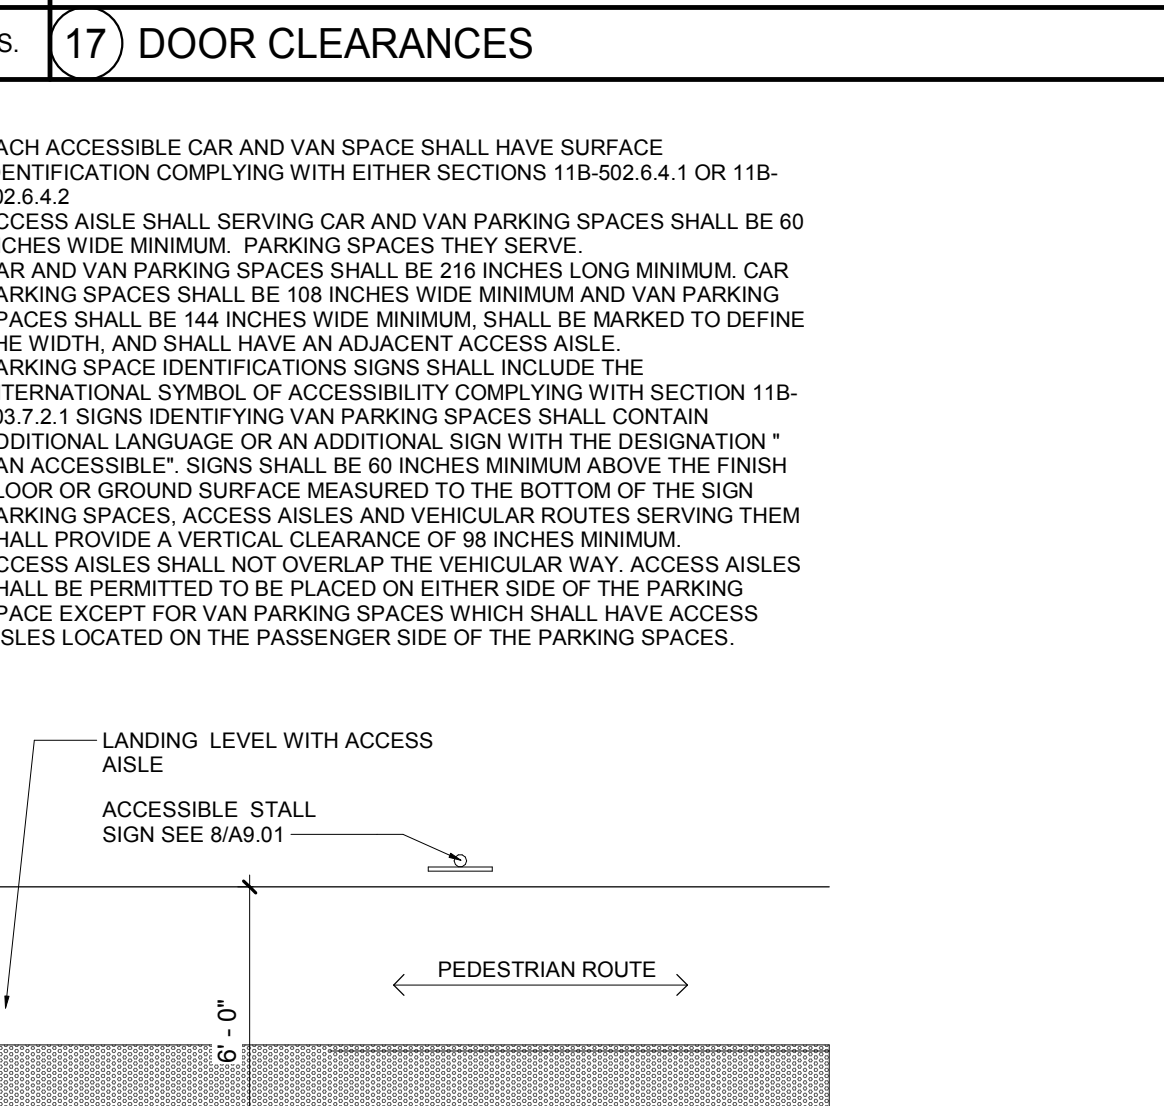 S.
17 DOOR CLEARANCES
ACH ACCESSIBLE CAR AND VAN SPACE SHALL HAVE SURFACE
DENTIFICATION COMPLYING WITH EITHER SECTIONS 11B-502.6.4.1 OR 11B-
02.6.4.2
CCESS AISLE SHALL SERVING CAR AND VAN PARKING SPACES SHALL BE 60
NCHES WIDE MINIMUM.  PARKING SPACES THEY SERVE.
AR AND VAN PARKING SPACES SHALL BE 216 INCHES LONG MINIMUM. CAR
ARKING SPACES SHALL BE 108 INCHES WIDE MINIMUM AND VAN PARKING
PACES SHALL BE 144 INCHES WIDE MINIMUM, SHALL BE MARKED TO DEFINE
HE WIDTH, AND SHALL HAVE AN ADJACENT ACCESS AISLE.
ARKING SPACE IDENTIFICATIONS SIGNS SHALL INCLUDE THE
NTERNATIONAL SYMBOL OF ACCESSIBILITY COMPLYING WITH SECTION 11B-
03.7.2.1 SIGNS IDENTIFYING VAN PARKING SPACES SHALL CONTAIN
DDITIONAL LANGUAGE OR AN ADDITIONAL SIGN WITH THE DESIGNATION "
AN ACCESSIBLE". SIGNS SHALL BE 60 INCHES MINIMUM ABOVE THE FINISH
LOOR OR GROUND SURFACE MEASURED TO THE BOTTOM OF THE SIGN
ARKING SPACES, ACCESS AISLES AND VEHICULAR ROUTES SERVING THEM
HALL PROVIDE A VERTICAL CLEARANCE OF 98 INCHES MINIMUM.
CCESS AISLES SHALL NOT OVERLAP THE VEHICULAR WAY. ACCESS AISLES
HALL BE PERMITTED TO BE PLACED ON EITHER SIDE OF THE PARKING
PACE EXCEPT FOR VAN PARKING SPACES WHICH SHALL HAVE ACCESS
ISLES LOCATED ON THE PASSENGER SIDE OF THE PARKING SPACES.
LANDING  LEVEL WITH ACCESS
AISLE
ACCESSIBLE  STALL
SIGN SEE 8/A9.01
PEDESTRIAN ROUTE
6' - 0"